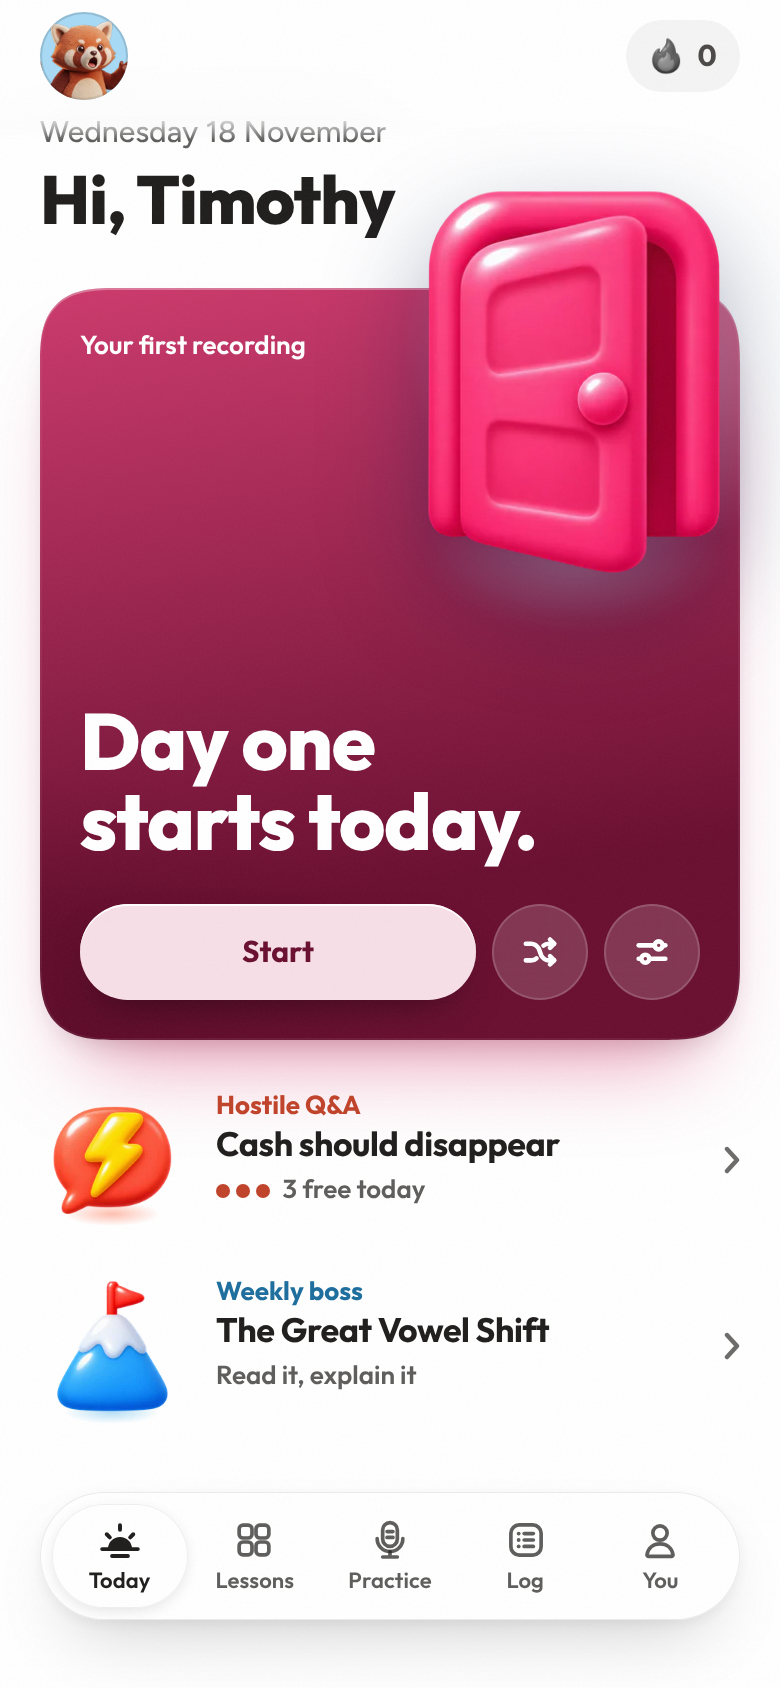 0
Wednesday 18 November
Hi, Timothy
Your first recording
Day one
starts today.
Start
Hostile Q&A
Cash should disappear
3 free today
Weekly boss
The Great Vowel Shift
Read it, explain it
Today
Lessons
Practice
Log
You